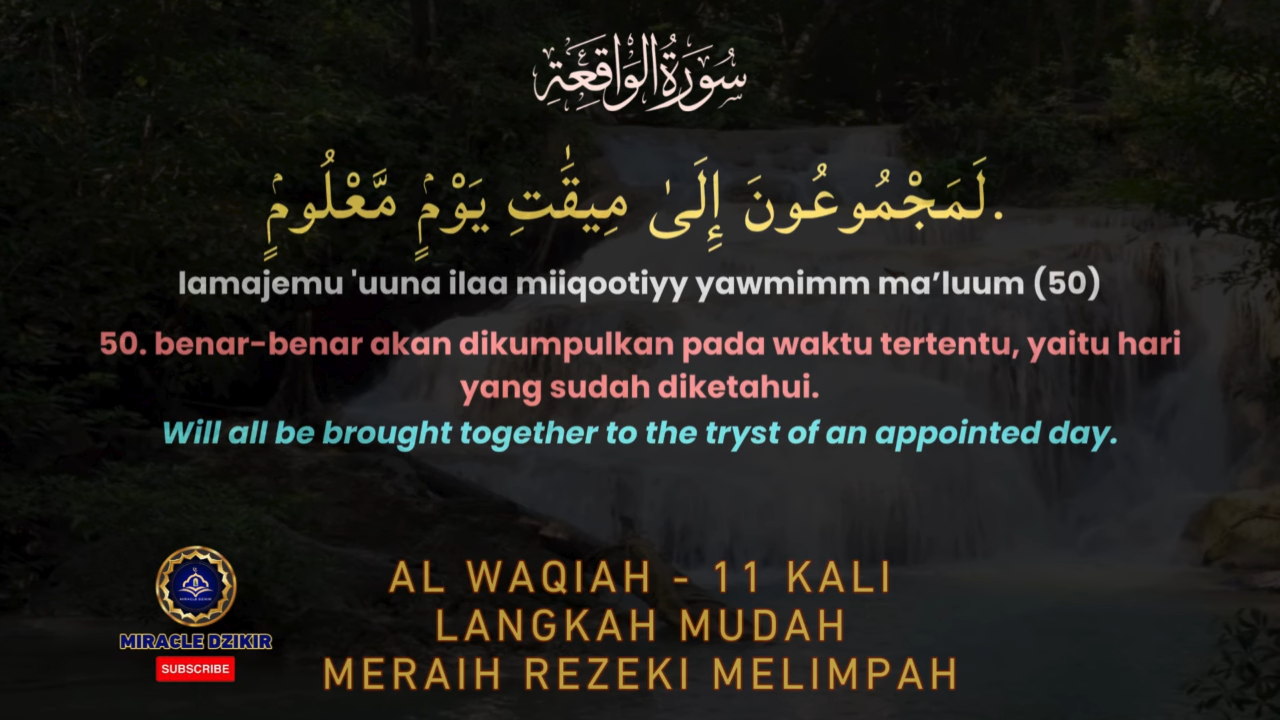 سُورَةُ الوَاقِعَةِ
لَمَجْمُوعُونَ إِلَىٰ مِيقَٰتِ يَوْمٍۢ مَّعْلُومٍۢ.
lamajemu 'uuna ilaa miiqootiyy yawmimm ma’luum (50)
50. benar-benar akan dikumpulkan pada waktu tertentu, yaitu hari
yang sudah diketahui.
Will all be brought together to the tryst of an appointed day.
AL WAQIAH - 11 KALI
LANGKAH MUDAH
MERAIH REZEKI MELIMPAH
MIRACLE DZIKIR
MIRACLE DZIKIR
SUBSCRIBE